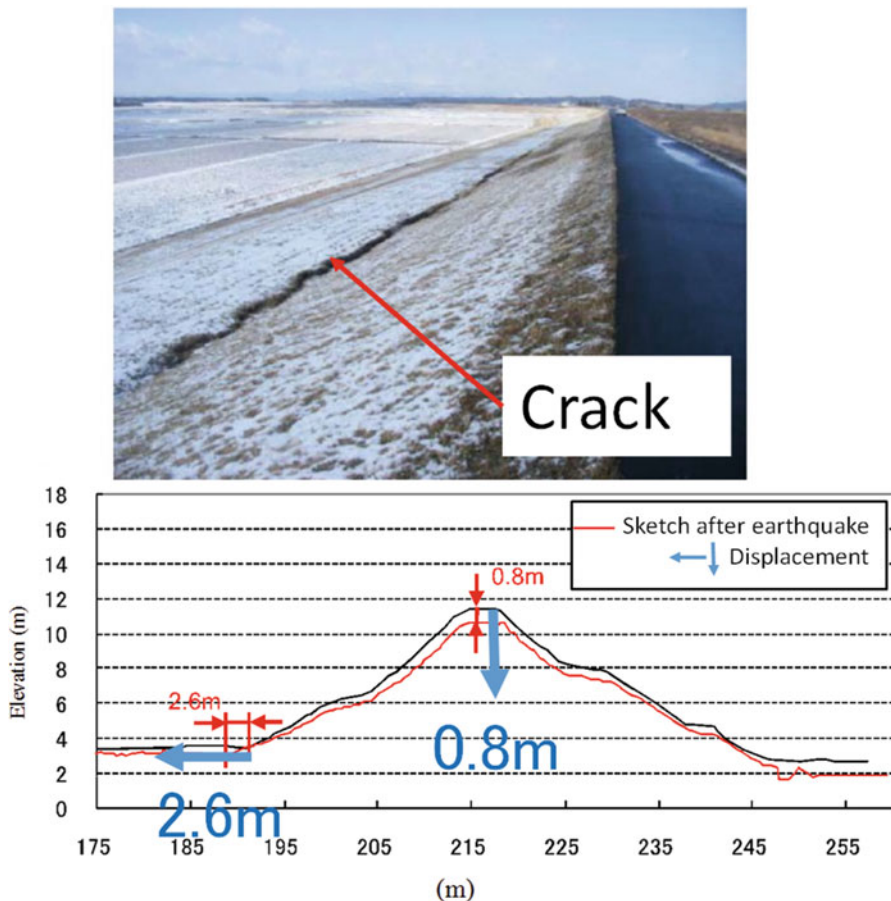 Crack
18
16
14
12
10
8
6
4
2
0
Elevation (m)
Sketch after earthquake
Displacement
0.8m
2.6m
0.8m
2.6m
175 185 195 205 215 225 235 245 255
(m)